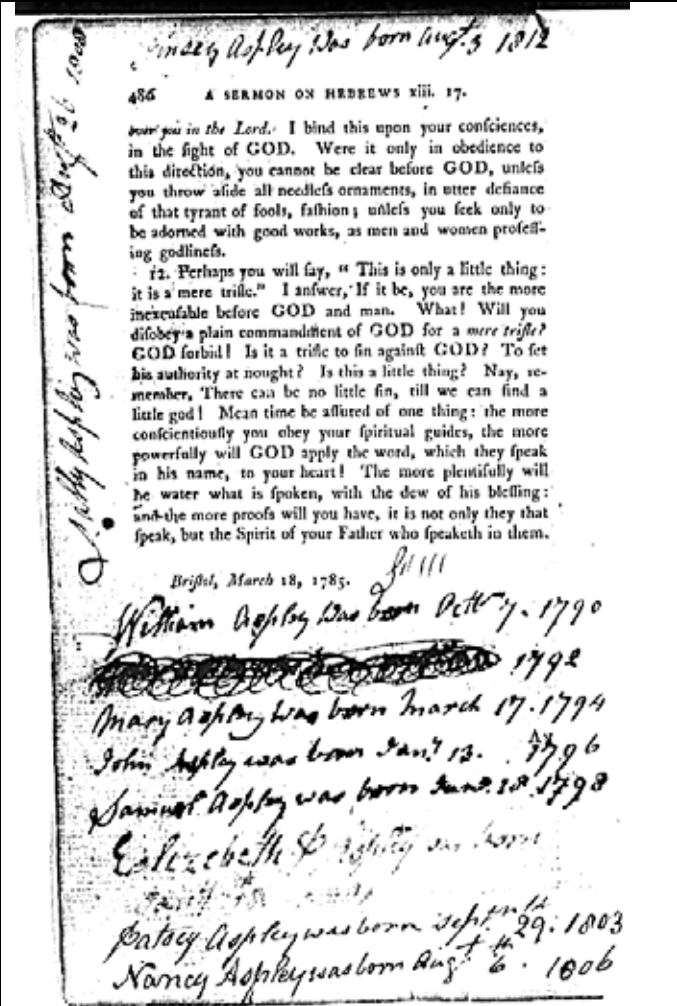 insey Aspley Was born Augt. 3 1812
486 A SERMON ON HEBREWS xiii. 17.
over you in the Lord. I bind this upon your conſciences,
in the ſight of GOD. Were it only in obedience to
this direction, you cannot be clear before GOD, unleſs
you throw aſide all needleſs ornaments, in utter defiance
of that tyrant of fools, faſhion; unleſs you ſeek only to
be adorned with good works, as men and women profeſſ-
ing godlineſs.
12. Perhaps you will ſay, “ This is only a little thing:
it is a mere trifle.” I anſwer, If it be, you are the more
inexcuſable before GOD and man. What! Will you
diſobey a plain commandment of GOD for a mere trifle?
GOD forbid! Is it a trifle to ſin againſt GOD? To ſet
his authority at nought? Is this a little thing? Nay, re-
member, There can be no little ſin, till we can find a
little god! Mean time be aſſured of one thing: the more
conſcientiouſly you obey your ſpiritual guides, the more
powerfully will GOD apply the word, which they ſpeak
in his name, to your heart! The more plentifully will
he water what is ſpoken, with the dew of his bleſſing:
and the more proofs will you have, it is not only they that
ſpeak, but the Spirit of your Father who ſpeaketh in them.
Briſtol, March 18, 1785.
William Aspley Was born Octr 7. 1790
1792
Mary Aspley Was born March 17. 1794
John Aspley was born Jany. 13. 1796
Samuel Aspley was born 18. 1798
Elizebeth Aspley was born
Patsey Aspley was born Sept 29th. 1803
Nancy Aspley was born Augt 6th. 1806
Aspley was born Augt 26